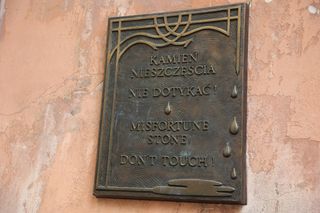 KAMIEŃ
NIESZCZĘŚCIA
NIE DOTYKAĆ!
MISFORTUNE
STONE
DON'T TOUCH!